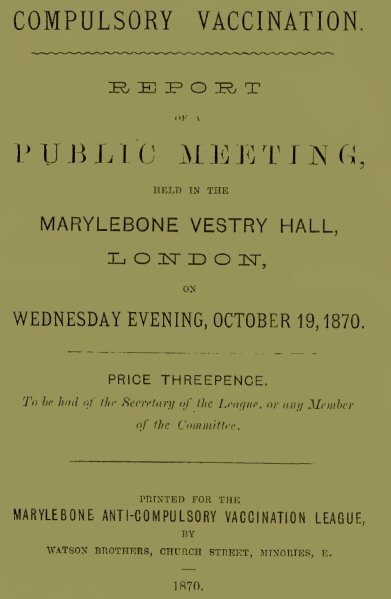 COMPULSORY VACCINATION.
REPORT
OF A
PUBLIC MEETING,
HELD IN THE
MARYLEBONE VESTRY HALL,
LONDON,
ON
WEDNESDAY EVENING, OCTOBER 19, 1870.
PRICE THREEPENCE.
To be had of the Secretary of the League, or any Member
of the Committee.
PRINTED FOR THE
MARYLEBONE ANTI-COMPULSORY VACCINATION LEAGUE,
BY
WATSON BROTHERS, CHURCH STREET, MINORIES, E.
1870.